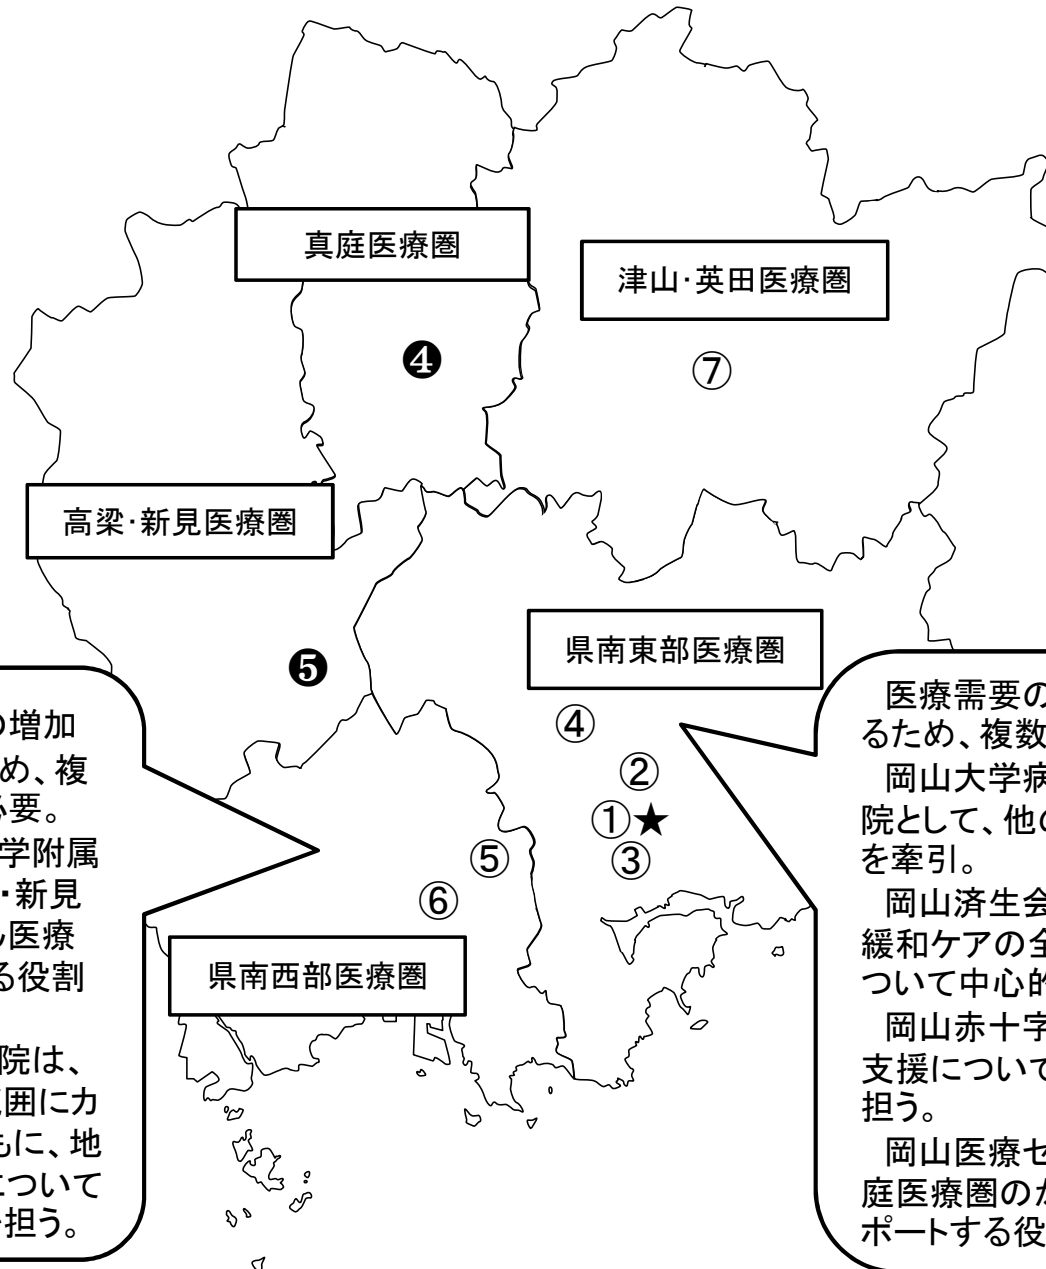 真庭医療圏
津山・英田医療圏
❹
⑦
高梁・新見医療圏
県南東部医療圏
❺
④
②
①★
③
⑤
⑥
県南西部医療圏
の増加
め、複
必要。
学附属
・新見
ん医療
る役割
院は、
範囲にカ
もに、地
について
を担う。
医療需要の
るため、複数
岡山大学病
院として、他の
を牽引。
岡山済生会
緩和ケアの全
ついて中心的
岡山赤十字
支援について
担う。
岡山医療セ
庭医療圏のが
ポートする役